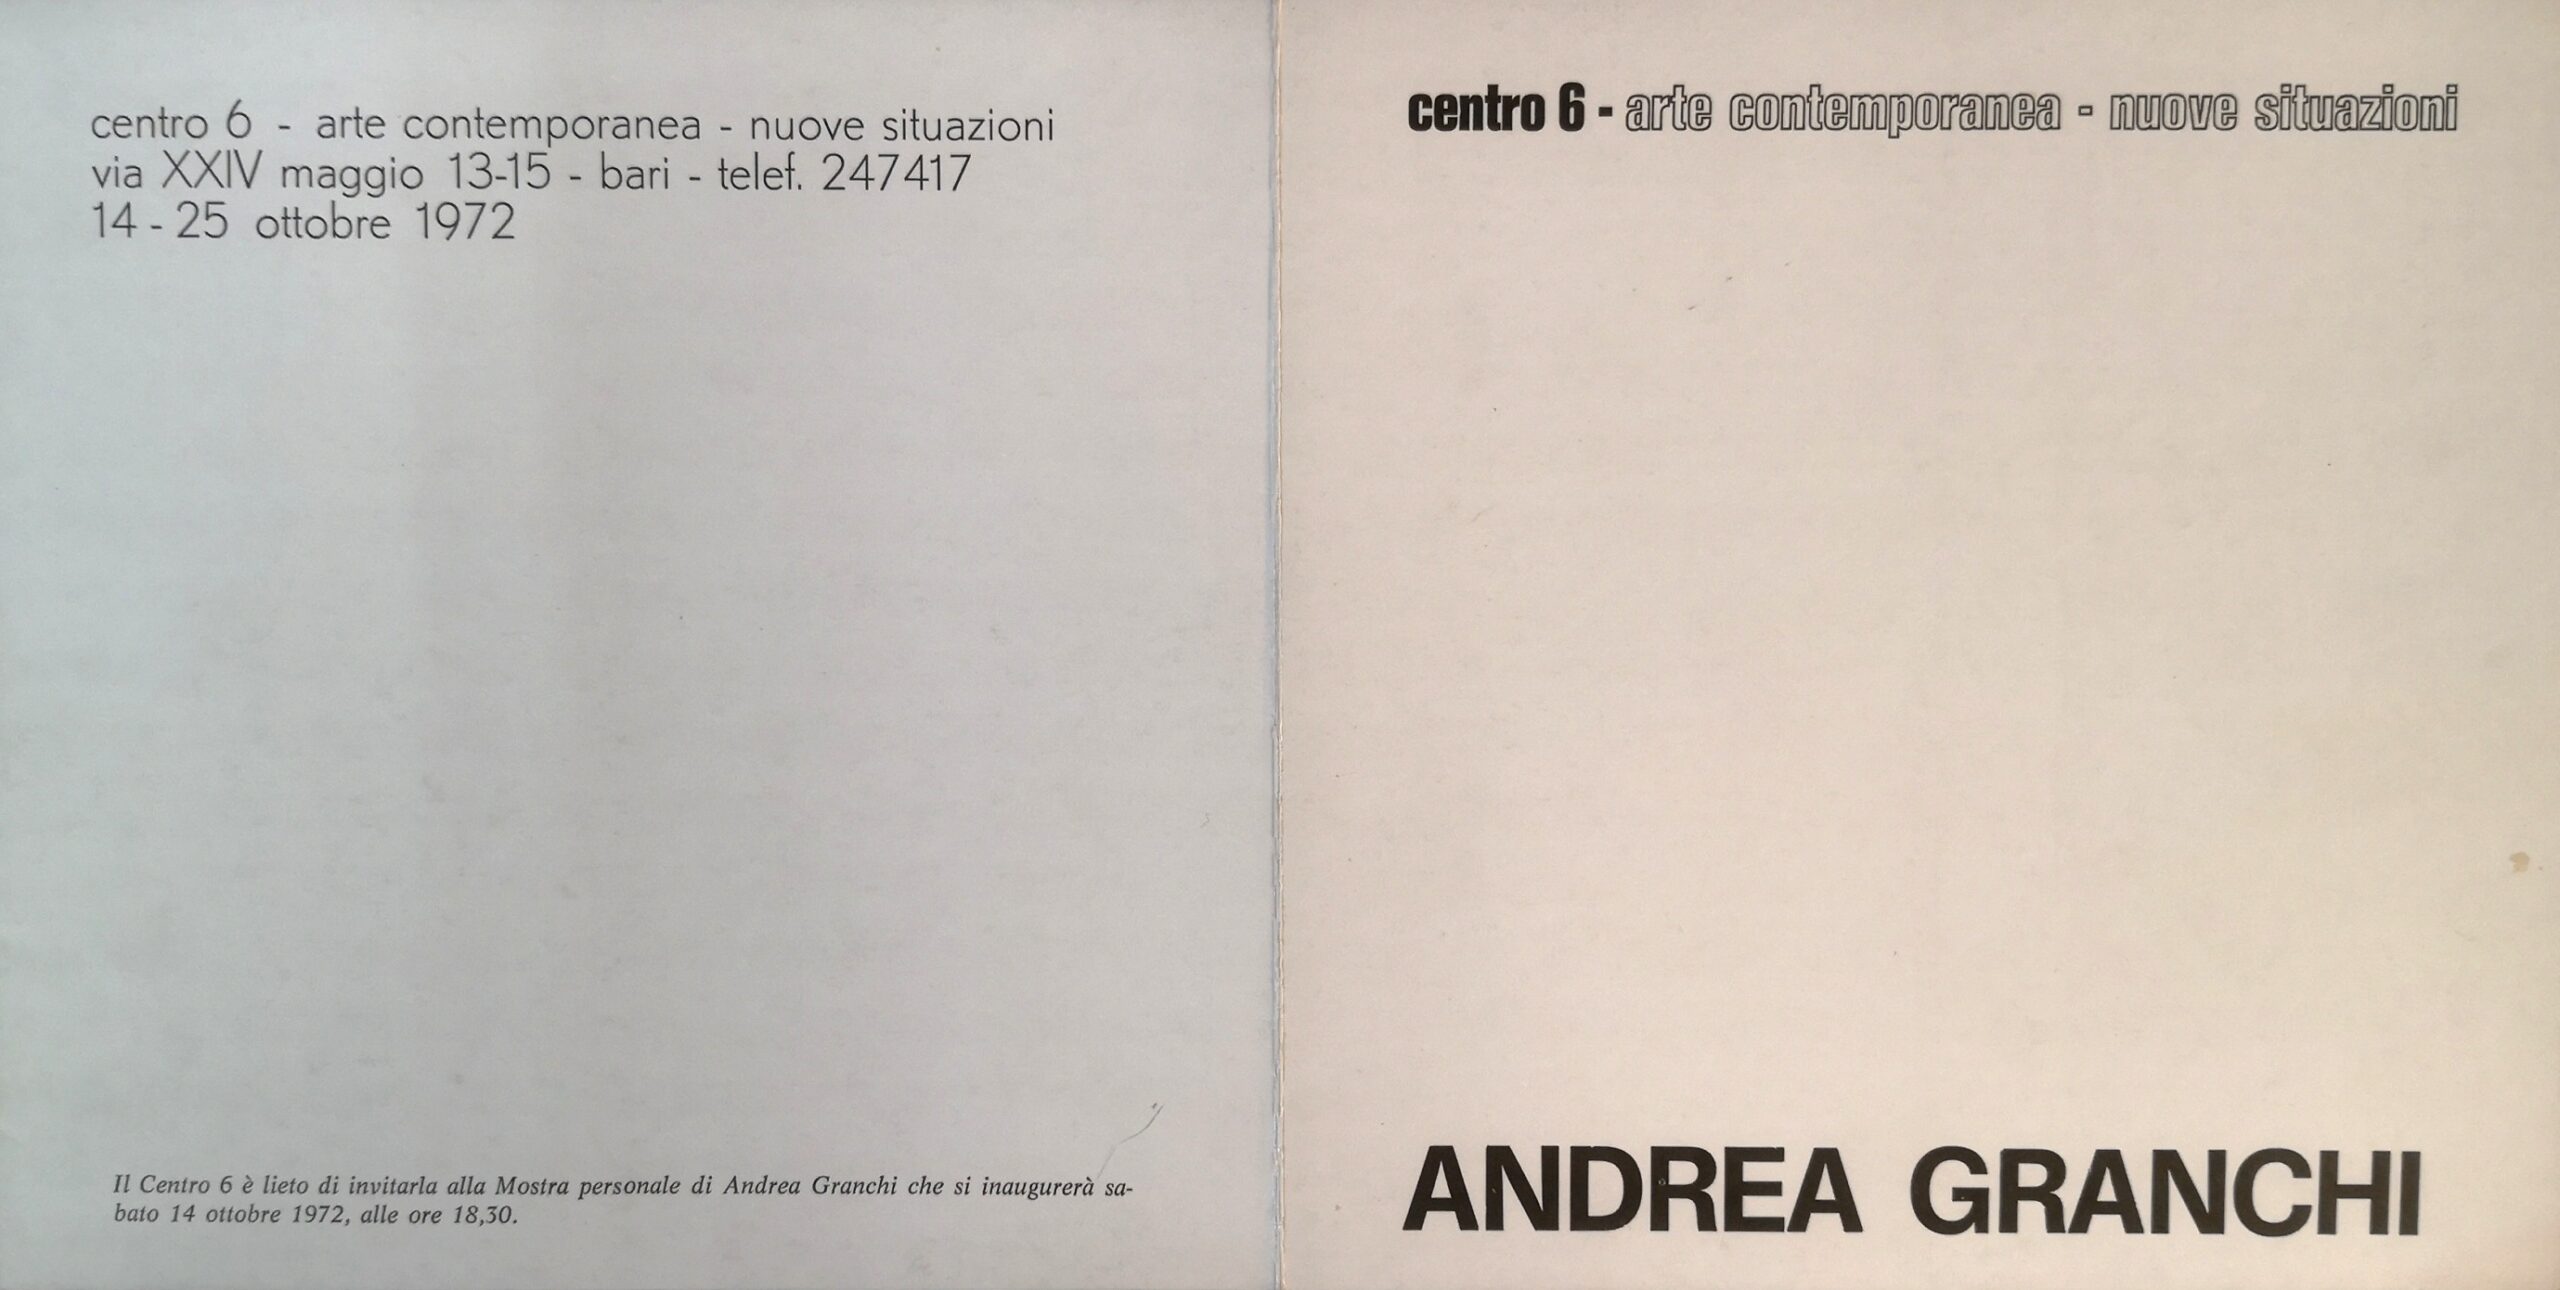 centro 6 - arte contemporanea - nuove situazioni
via XXIV maggio 13-15 - bari - telef. 247417
14 - 25 ottobre 1972
Il Centro 6 è lieto di invitarla alla Mostra personale di Andrea Granchi che si inaugurerà sa-
bato 14 ottobre 1972, alle ore 18,30.
centro 6 - arte contemporanea - nuove situazioni
ANDREA GRANCHI